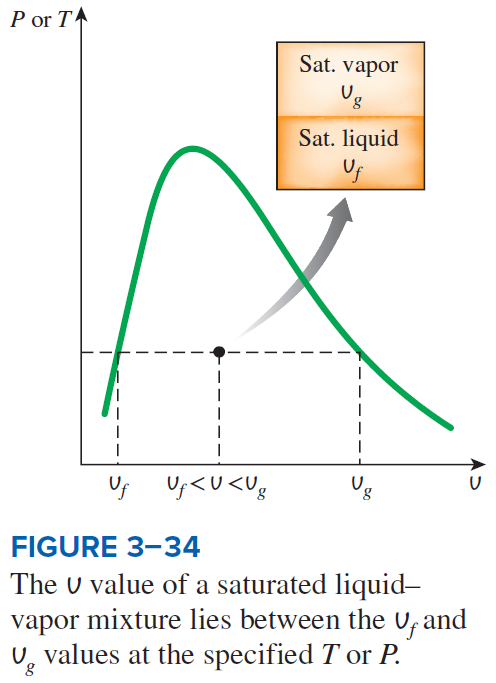 P or T
Sat. vapor
υg
Sat. liquid
υf
υf
υf < υ < υg
υg
υ
FIGURE 3–34
The υ value of a saturated liquid–
vapor mixture lies between the υf and
υg values at the specified T or P.